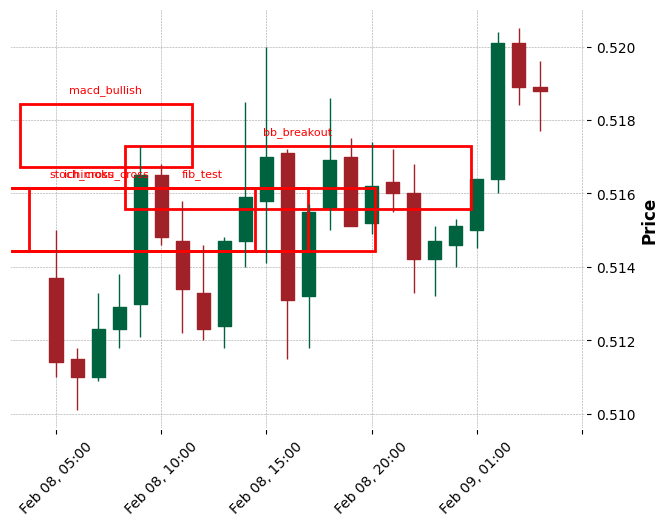 macd_bullish
bb_breakout
stoch_moku_cross
fib_test
0.520
0.518
0.516
0.514
0.512
0.510
Price
Feb 08, 05:00
Feb 08, 10:00
Feb 08, 15:00
Feb 08, 20:00
Feb 09, 01:00